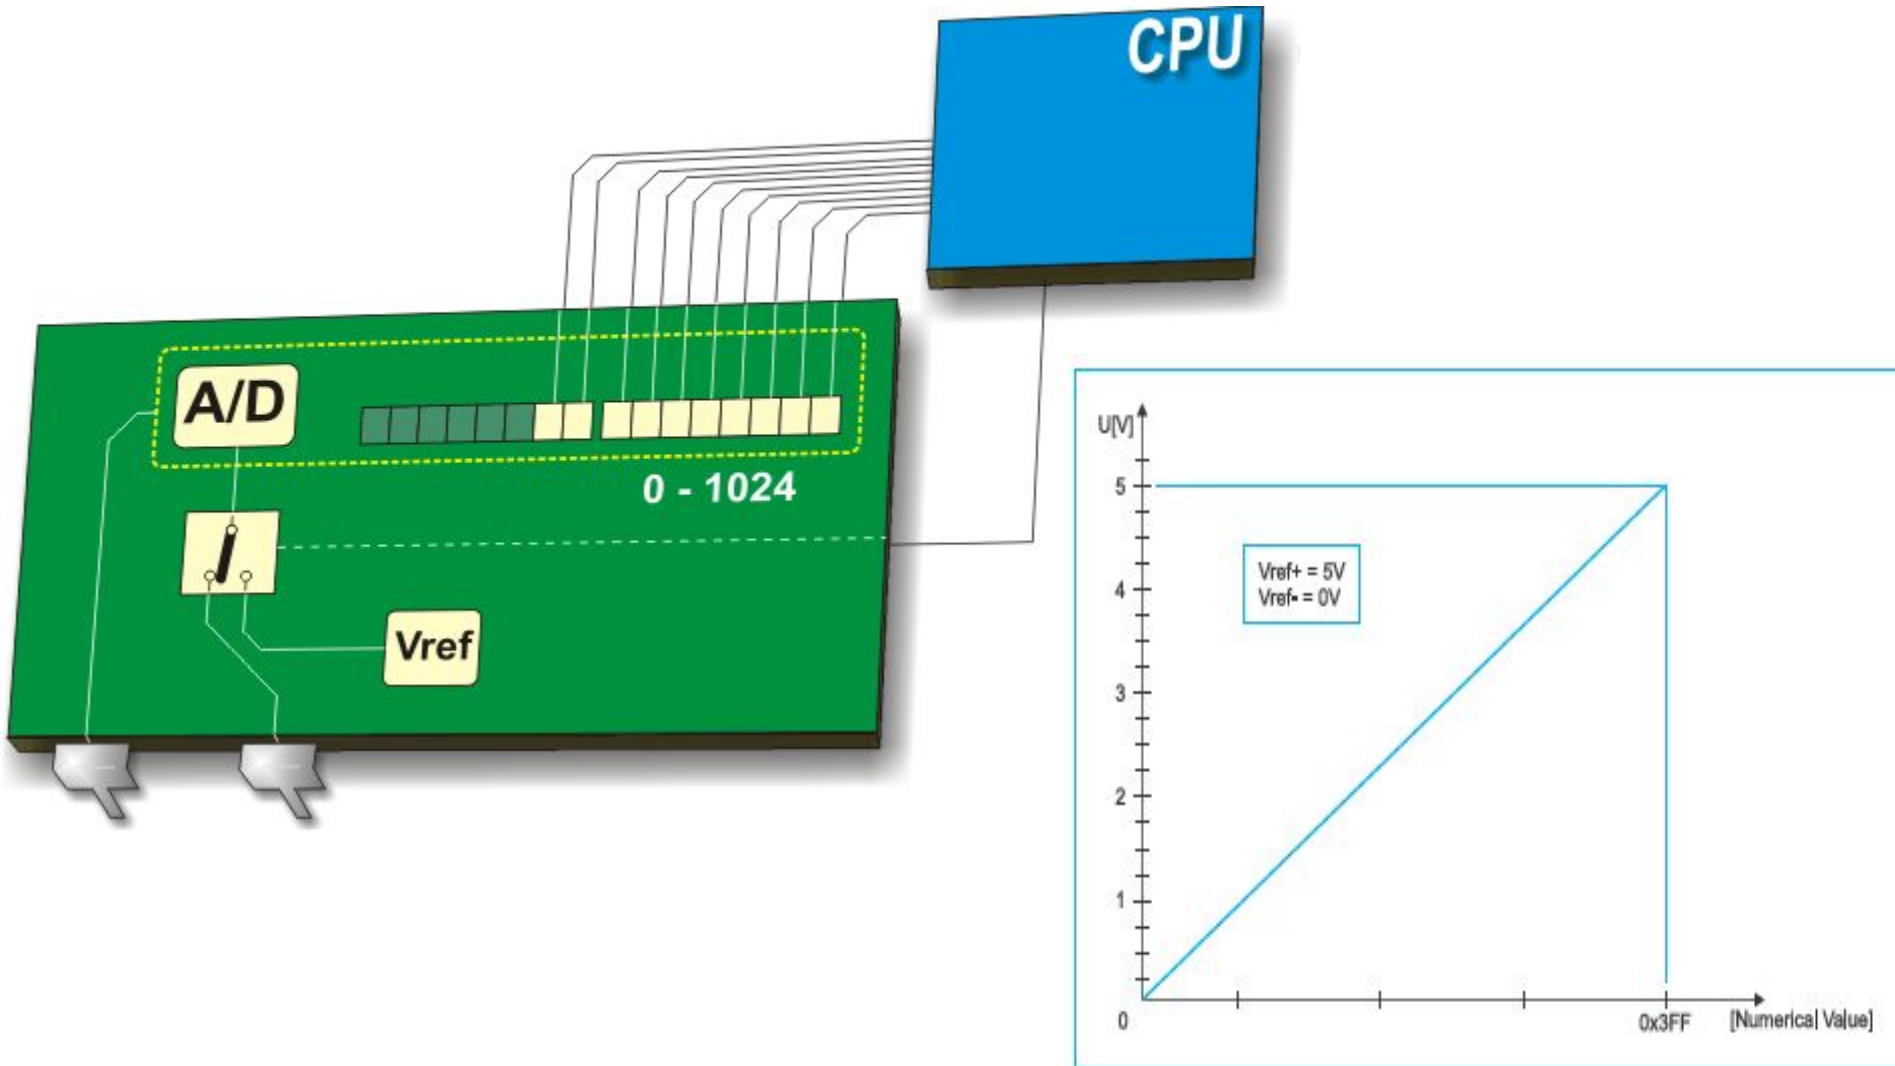 CPU
A/D
0 - 1024
Vref
U[V]
5
4
3
2
1
0
Vref+ = 5V
Vref- = 0V
0x3FF
[Numerical Value]